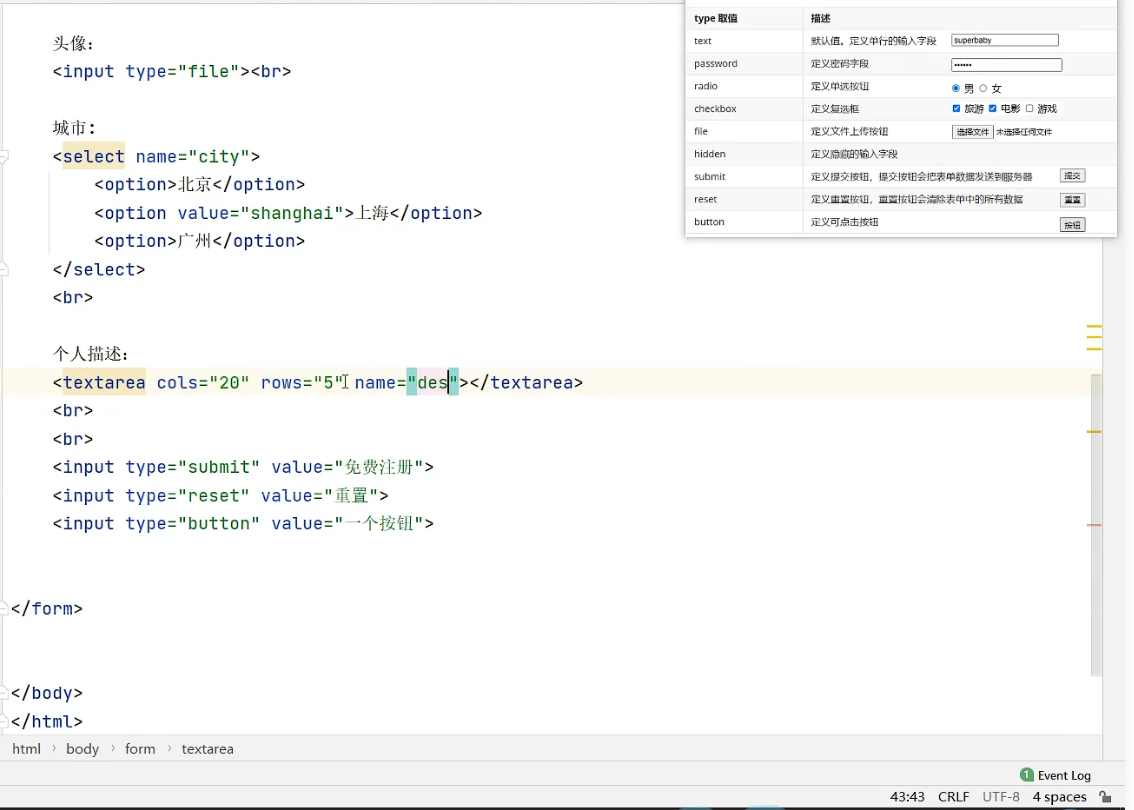 头像：
<input type="file"><br>
城市：
<select name="city">
<option>北京</option>
<option value="shanghai">上海</option>
<option>广州</option>
</select>
<br>
个人描述：
<textarea cols="20" rows="5" name="des"></textarea>
<br>
<br>
<input type="submit" value="免费注册">
<input type="reset" value="重置">
<input type="button" value="一个按钮">
</form>
</body>
</html>
type 取值 描述
text 默认值。定义单行的输入字段 superbaby
password 定义密码字段 ••••••
radio 定义单选按钮 男 女
checkbox 定义复选框 旅游 电影 游戏
file 定义文件上传按钮 选择文件 未选择任何文件
hidden 定义隐藏的输入字段
submit 定义提交按钮，提交按钮会把表单数据发送到服务器 提交
reset 定义重置按钮，重置按钮会清除表单中的所有数据 重置
button 定义可点击按钮 按钮
html › body › form › textarea
1 Event Log
43:43 CRLF UTF-8 4 spaces